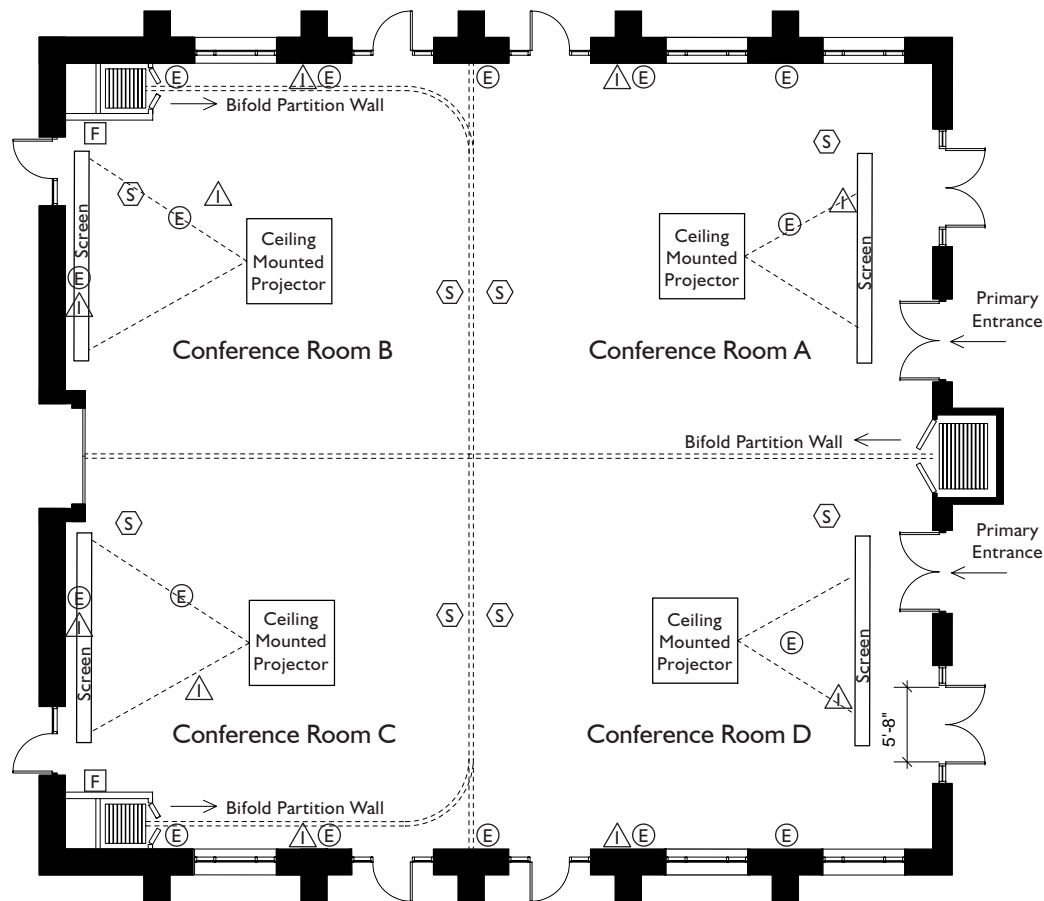 E
I
E
E
I
E
E
Bifold Partition Wall
F
S
S
I
I
E
E
Screen
Ceiling
Mounted
Projector
Ceiling
Mounted
Projector
Screen
E
I
S
S
Primary
Entrance
Conference Room B
Conference Room A
Bifold Partition Wall
S
S
Primary
Entrance
E
I
Screen
E
Ceiling
Mounted
Projector
S
S
Ceiling
Mounted
Projector
E
Screen
I
I
5'-8"
Conference Room C
Conference Room D
F
Bifold Partition Wall
E
I
E
E
I
E
E